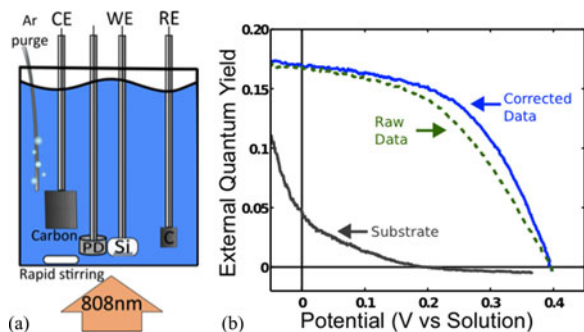 Ar
purge
CE
WE
RE
Carbon
PD
Si
C
Rapid stirring
808nm
(a)
(b)
External Quantum Yield
0.20
0.15
0.10
0.05
0
Corrected
Data
Raw
Data
Substrate
0 0.1 0.2 0.3 0.4
Potential (V vs Solution)